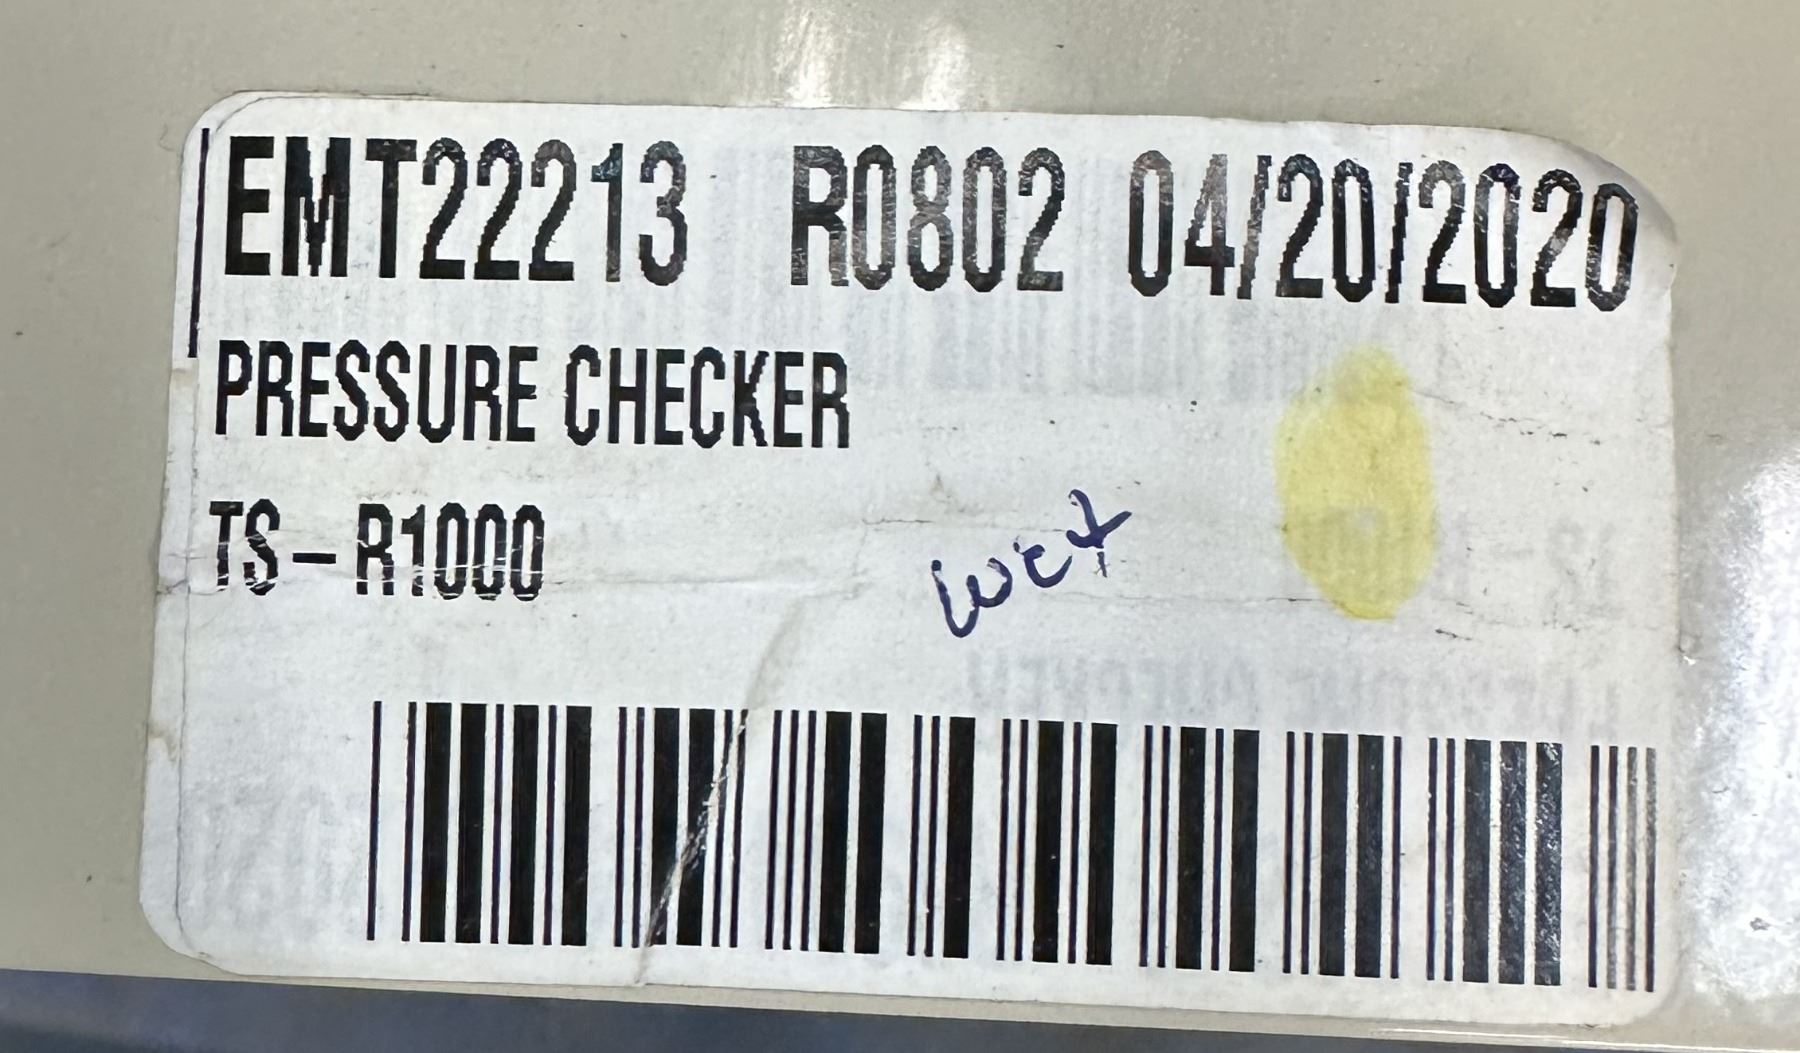 EMT22213 R0802 04/20/2020
PRESSURE CHECKER
TS-R1000
wet